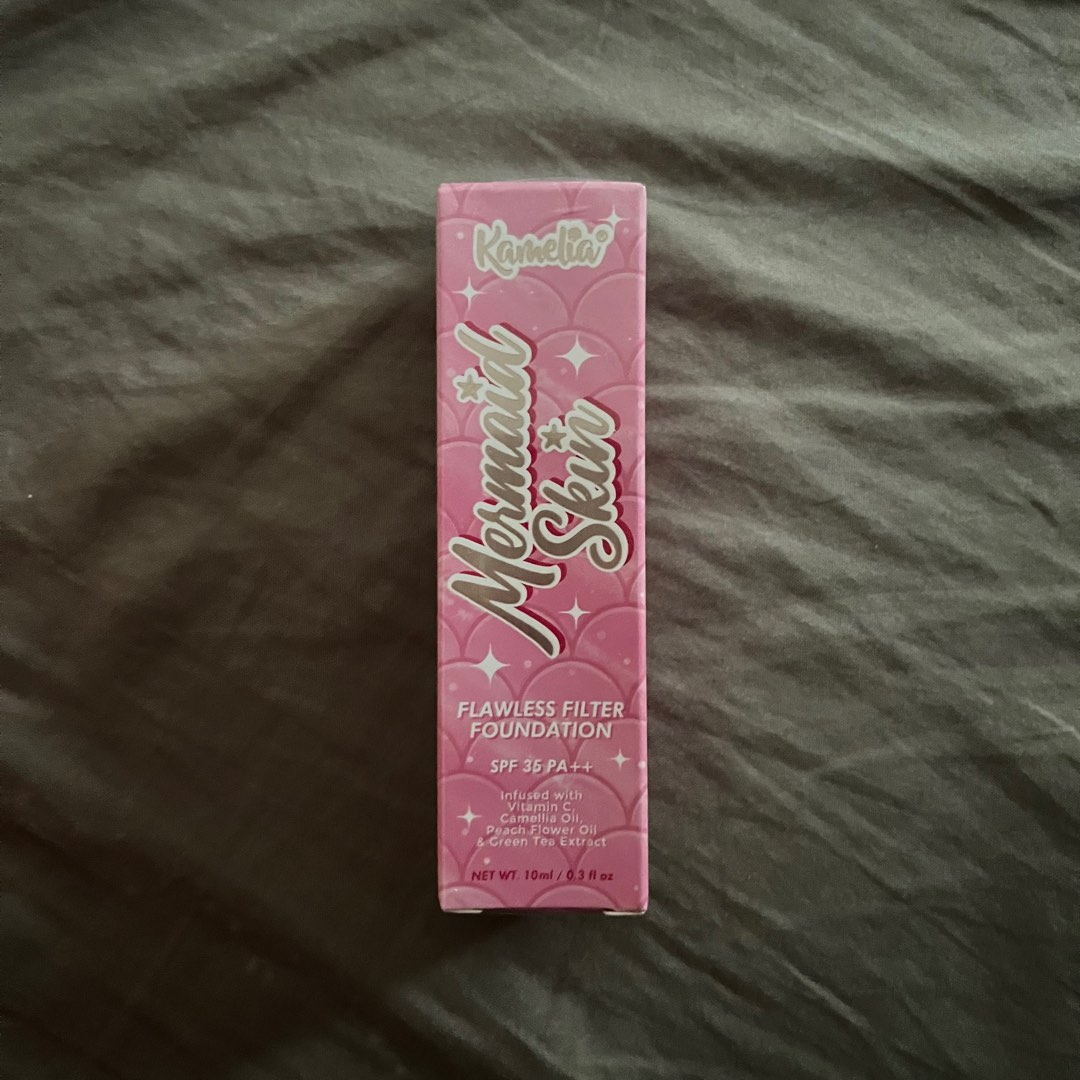 Kamelia
Mermaid
Skin
FLAWLESS FILTER
FOUNDATION
SPF 35 PA++
Infused with
Vitamin C,
Camellia Oil,
Peach Flower Oil
& Green Tea Extract
NET WT. 10ml / 0.3 fl oz